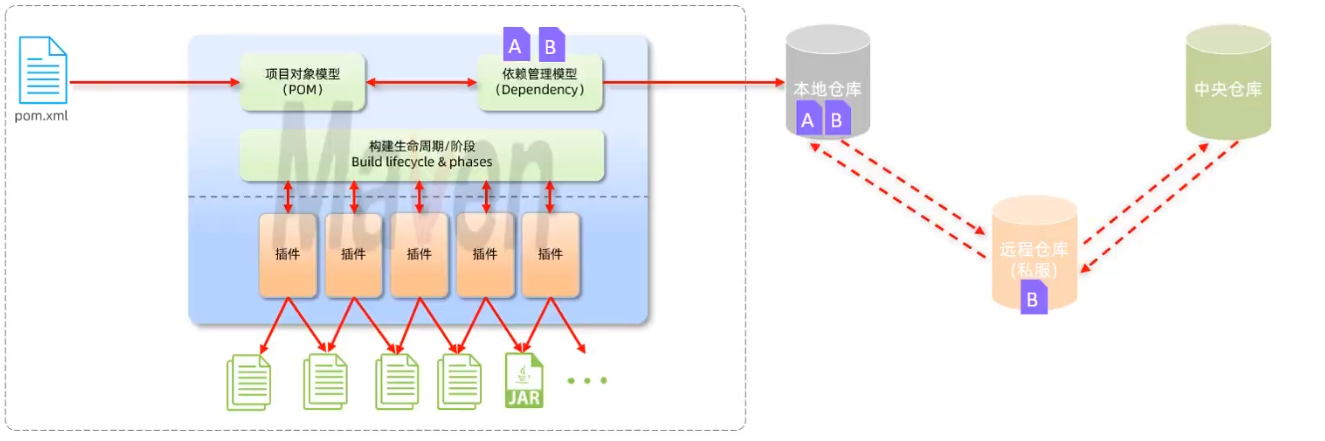 pom.xml
项目对象模型
(POM)
A
B
依赖管理模型
(Dependency)
构建生命周期/阶段
Build lifecycle & phases
Maven
插件
插件
插件
插件
插件
JAR
本地仓库
A
B
中央仓库
远程仓库
(私服)
B